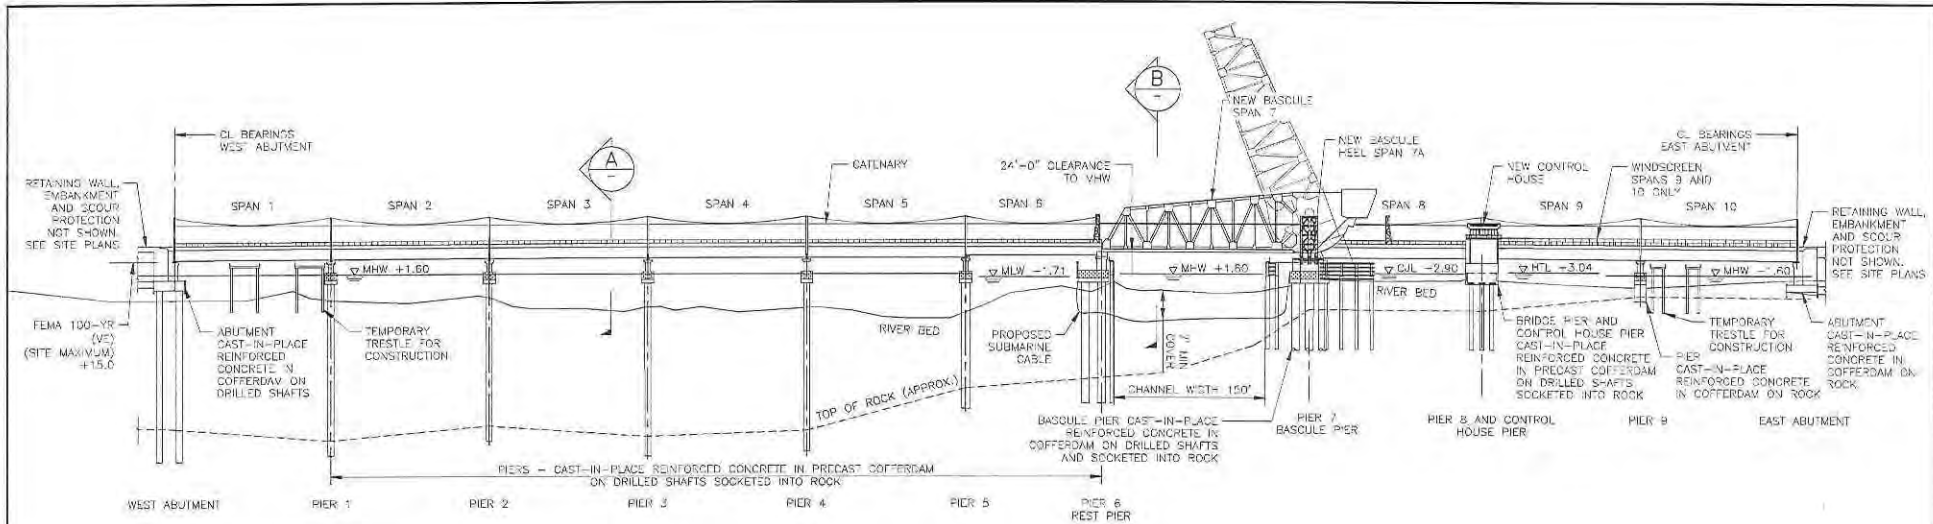 CL BEARINGS
WEST ABUTMENT
RETAINING WALL,
EMBANKMENT
AND SCOUR
PROTECTION
NOT SHOWN.
SEE SITE PLANS
SPAN 1
SPAN 2
SPAN 3
SPAN 4
SPAN 5
SPAN 6
A
-
B
-
CATENARY
24'-0" CLEARANCE
TO MHW
NEW BASCULE
SPAN 7
NEW BASCULE
HEEL SPAN 7A
SPAN 8
NEW CONTROL
HOUSE
SPAN 9
SPAN 10
WINDSCREEN
SPANS 9 AND
10 ONLY
CL BEARINGS
EAST ABUTMENT
RETAINING WALL,
EMBANKMENT
AND SCOUR
PROTECTION
NOT SHOWN.
SEE SITE PLANS
MHW +1.60
MLW -1.71
MHW +1.60
CJL -2.90
HTL -3.04
MHW -1.60
FEMA 100-YR
(VE)
(SITE MAXIMUM)
+15.0
ABUTMENT
CAST-IN-PLACE
REINFORCED
CONCRETE IN
COFFERDAM ON
DRILLED SHAFTS
TEMPORARY
TRESTLE FOR
CONSTRUCTION
RIVER BED
PROPOSED
SUBMARINE
CABLE
MIN
COVER
TOP OF ROCK (APPROX.)
CHANNEL WIDTH 150'
BASCULE PIER CAST-IN-PLACE
REINFORCED CONCRETE IN
COFFERDAM ON DRILLED SHAFTS
AND SOCKETED INTO ROCK
RIVER BED
BRIDGE PIER AND
CONTROL HOUSE PIER
CAST-IN-PLACE
REINFORCED CONCRETE
IN PRECAST COFFERDAM
ON DRILLED SHAFTS
SOCKETED INTO ROCK
PIER
CAST-IN-PLACE
REINFORCED CONCRETE
IN COFFERDAM ON ROCK
TEMPORARY
TRESTLE FOR
CONSTRUCTION
ABUTMENT
CAST-IN-PLACE
REINFORCED
CONCRETE IN
COFFERDAM ON
ROCK
PIERS - CAST-IN-PLACE REINFORCED CONCRETE IN PRECAST COFFERDAM
ON DRILLED SHAFTS SOCKETED INTO ROCK
WEST ABUTMENT
PIER 1
PIER 2
PIER 3
PIER 4
PIER 5
PIER 6
REST PIER
PIER 7
BASCULE PIER
PIER 8 AND CONTROL
HOUSE PIER
PIER 9
EAST ABUTMENT